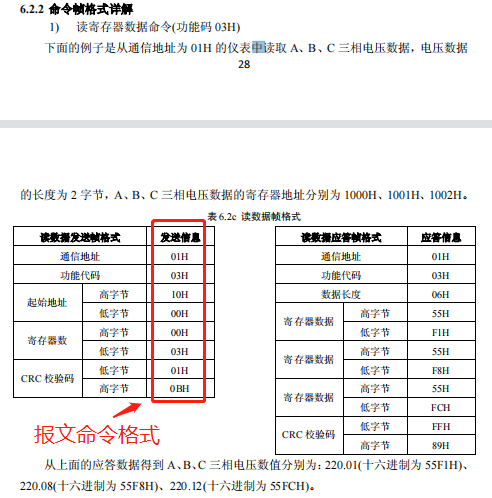 6.2.2 命令帧格式详解
1) 读寄存器数据命令(功能码 03H)
下面的例子是从通信地址为 01H 的仪表中读取 A、B、C 三相电压数据，电压数据
28
的长度为 2 字节，A、B、C 三相电压数据的寄存器地址分别为 1000H、1001H、1002H。
表 6.2c 读数据帧格式
读数据发送帧格式 发送信息
通信地址 01H
功能代码 03H
起始地址 高字节 10H
低字节 00H
寄存器数 高字节 00H
低字节 03H
CRC 校验码 低字节 01H
高字节 0BH
报文命令格式
读数据应答帧格式 应答信息
通信地址 01H
功能代码 03H
数据长度 06H
寄存器数据 高字节 55H
低字节 F1H
寄存器数据 高字节 55H
低字节 F8H
寄存器数据 高字节 55H
低字节 FCH
CRC 校验码 低字节 FFH
高字节 89H
从上面的应答数据得到 A、B、C 三相电压数值分别为：220.01(十六进制为 55F1H)、
220.08(十六进制为 55F8H)、220.12(十六进制为 55FCH)。